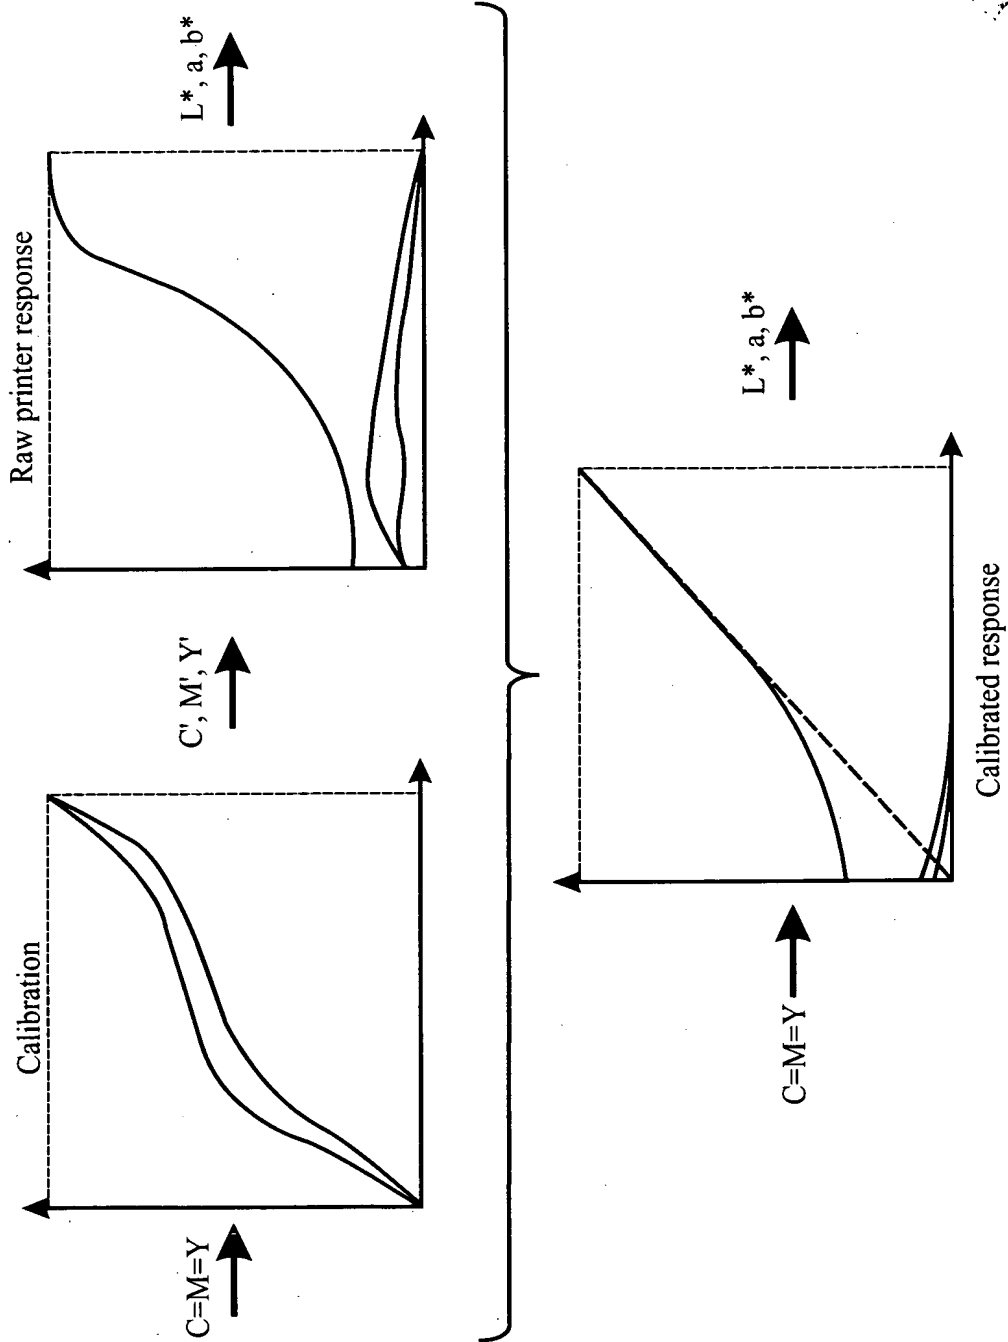 C=M=Y
Calibration
C', M', Y'
Raw printer response
L*, a, b*
C=M=Y
Calibrated response
L*, a, b*